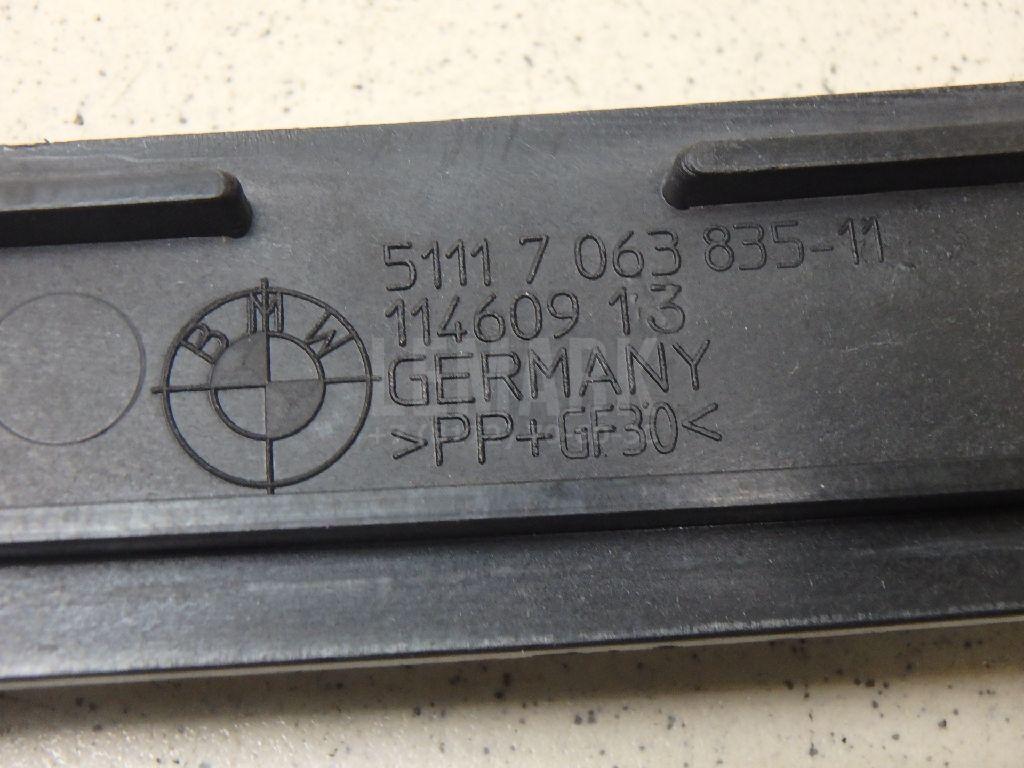 BMW
5111 7 063 835-11
114609 13
GERMANY
>PP+GF30<